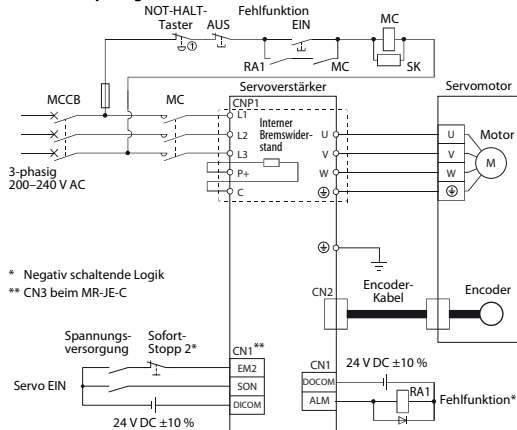 NOT-HALT-
Taster
AUS
Fehlfunktion
EIN
MC
RA1
MC
SK
MCCB
MC
Servoverstärker
Servomotor
CNP1
L1
L2
L3
P+
C
Interner
Bremswider-
stand
U
V
W
U
V
W
Motor
M
3-phasig
200–240 V AC
* Negativ schaltende Logik
** CN3 beim MR-JE-C
CN2
Encoder-
Kabel
Encoder
Spannungs-
versorgung
Sofort-
Stopp 2*
CN1**
EM2
SON
DICOM
Servo EIN
24 V DC ±10 %
CN1
DOCOM
ALM
24 V DC ±10 %
RA1
Fehlfunktion*